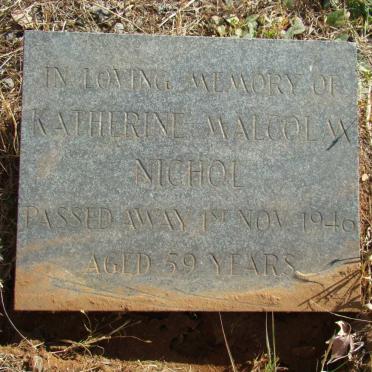 IN LOVING MEMORY OF
KATHERINE MALCOLM
NICHOL
PASSED AWAY 1ST NOV. 1946
AGED 59 YEARS